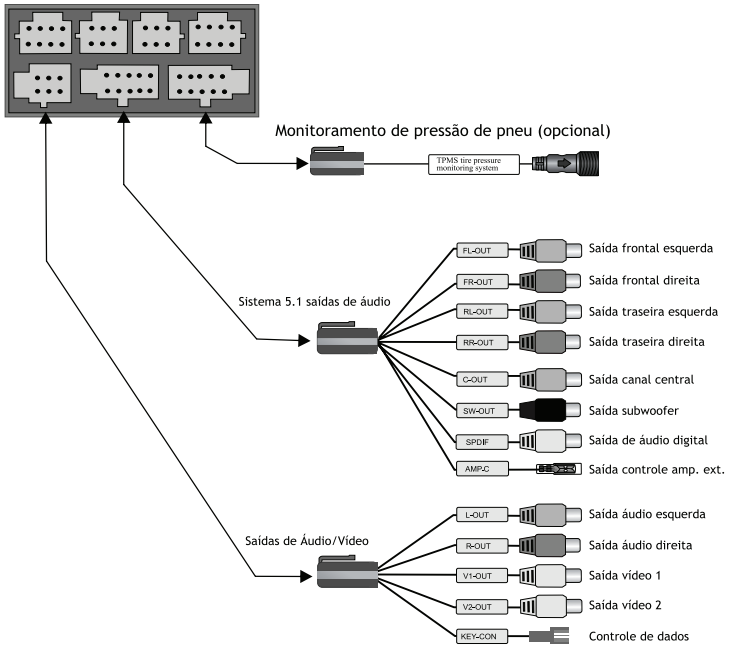 Monitoramento de pressão de pneu (opcional)
TPMS tire pressure
monitoring system
Sistema 5.1 saídas de áudio
FL-OUT Saída frontal esquerda
FR-OUT Saída frontal direita
RL-OUT Saída traseira esquerda
RR-OUT Saída traseira direita
C-OUT Saída canal central
SW-OUT Saída subwoofer
SPDIF Saída de áudio digital
AMP-C Saída controle amp. ext.
Saídas de Áudio/Vídeo
L-OUT Saída áudio esquerda
R-OUT Saída áudio direita
V1-OUT Saída vídeo 1
V2-OUT Saída vídeo 2
KEY-CON Controle de dados